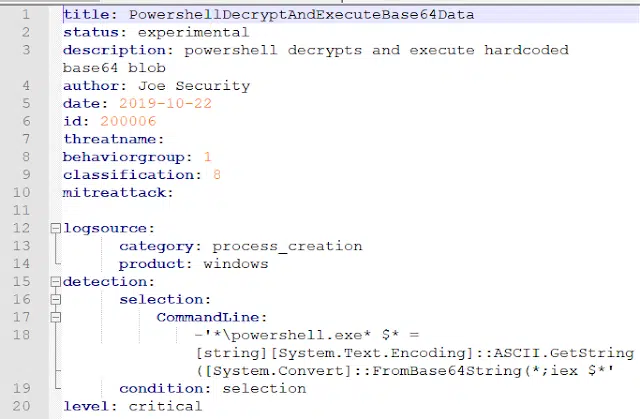 1 title: PowershellDecryptAndExecuteBase64Data
2 status: experimental
3 description: powershell decrypts and execute hardcoded
base64 blob
4 author: Joe Security
5 date: 2019-10-22
6 id: 200006
7 threatname:
8 behaviorgroup: 1
9 classification: 8
10 mitreattack:
11
12 logsource:
13 category: process_creation
14 product: windows
15 detection:
16 selection:
17 CommandLine:
18 -'*\powershell.exe* $* =
[string][System.Text.Encoding]::ASCII.GetString
([System.Convert]::FromBase64String(*;iex $*'
19 condition: selection
20 level: critical